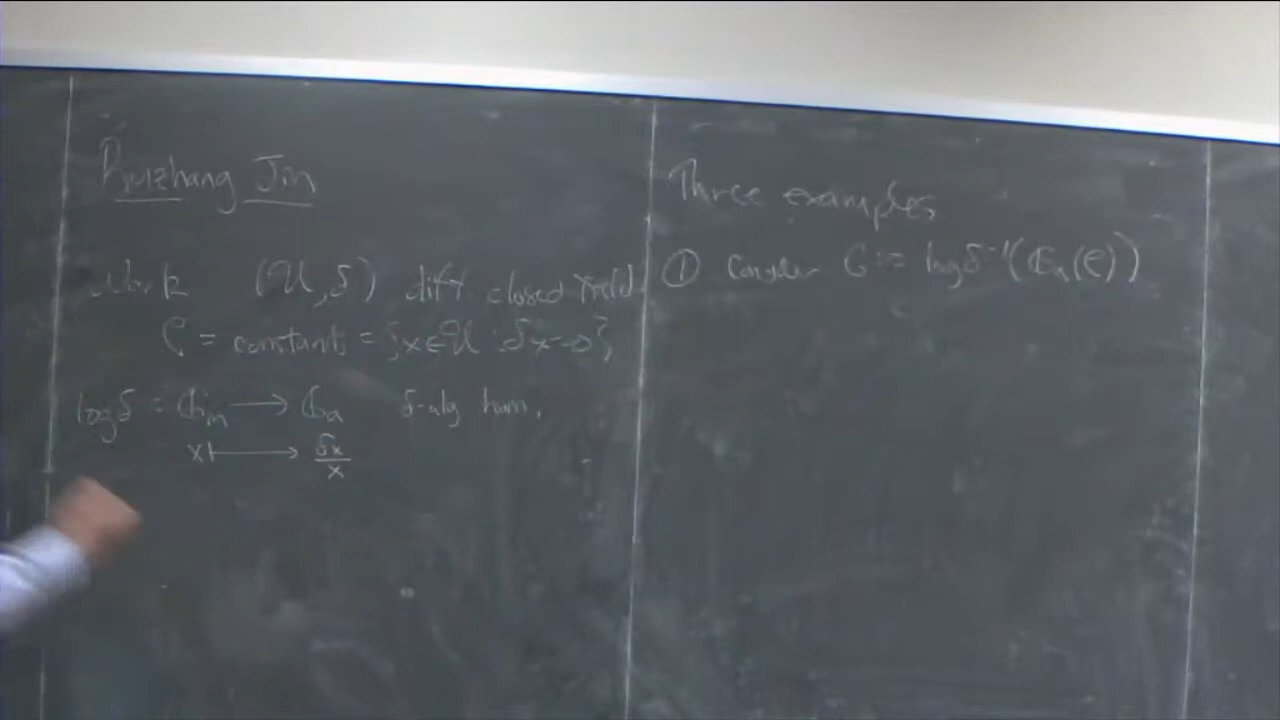 Ruizhang Jin
Work (𝒰, δ) diff closed field
𝒞 = constants = {x∈𝒰 : δx=0}
logδ : 𝔾m ⟶ 𝔾a δ-alg hom.
x ⟼ δx/x
Three examples
① Consider G := logδ⁻¹(𝔾a(𝒞))